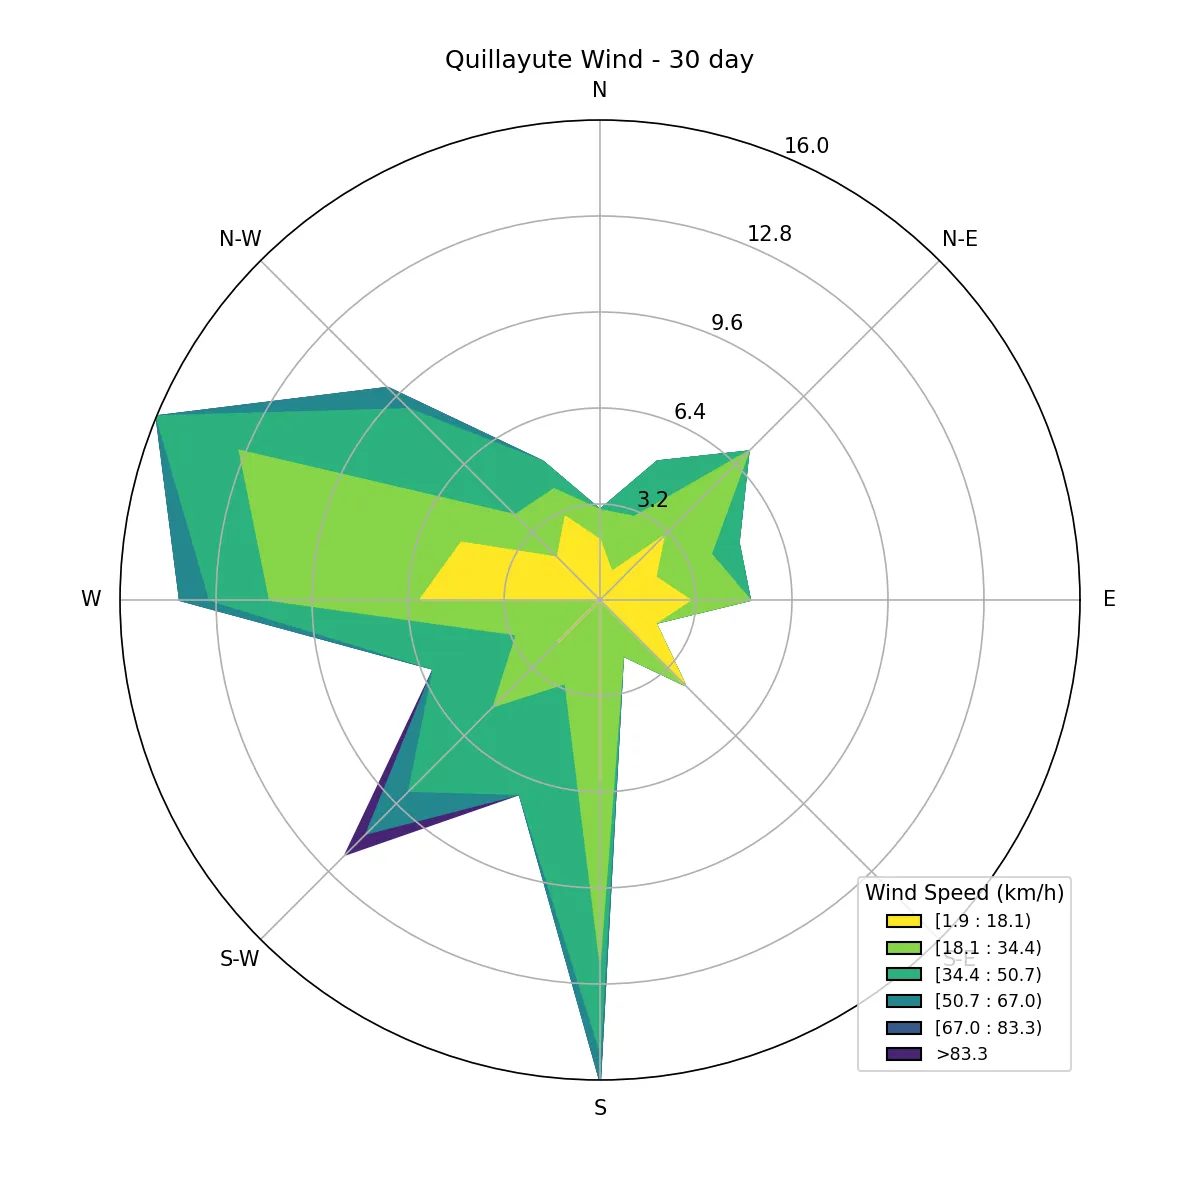 Quillayute Wind - 30 day
N
16.0
N-W
12.8
N-E
9.6
6.4
3.2
W
E
S-W
S-E
S
Wind Speed (km/h)
[1.9 : 18.1)
[18.1 : 34.4)
[34.4 : 50.7)
[50.7 : 67.0)
[67.0 : 83.3)
>83.3